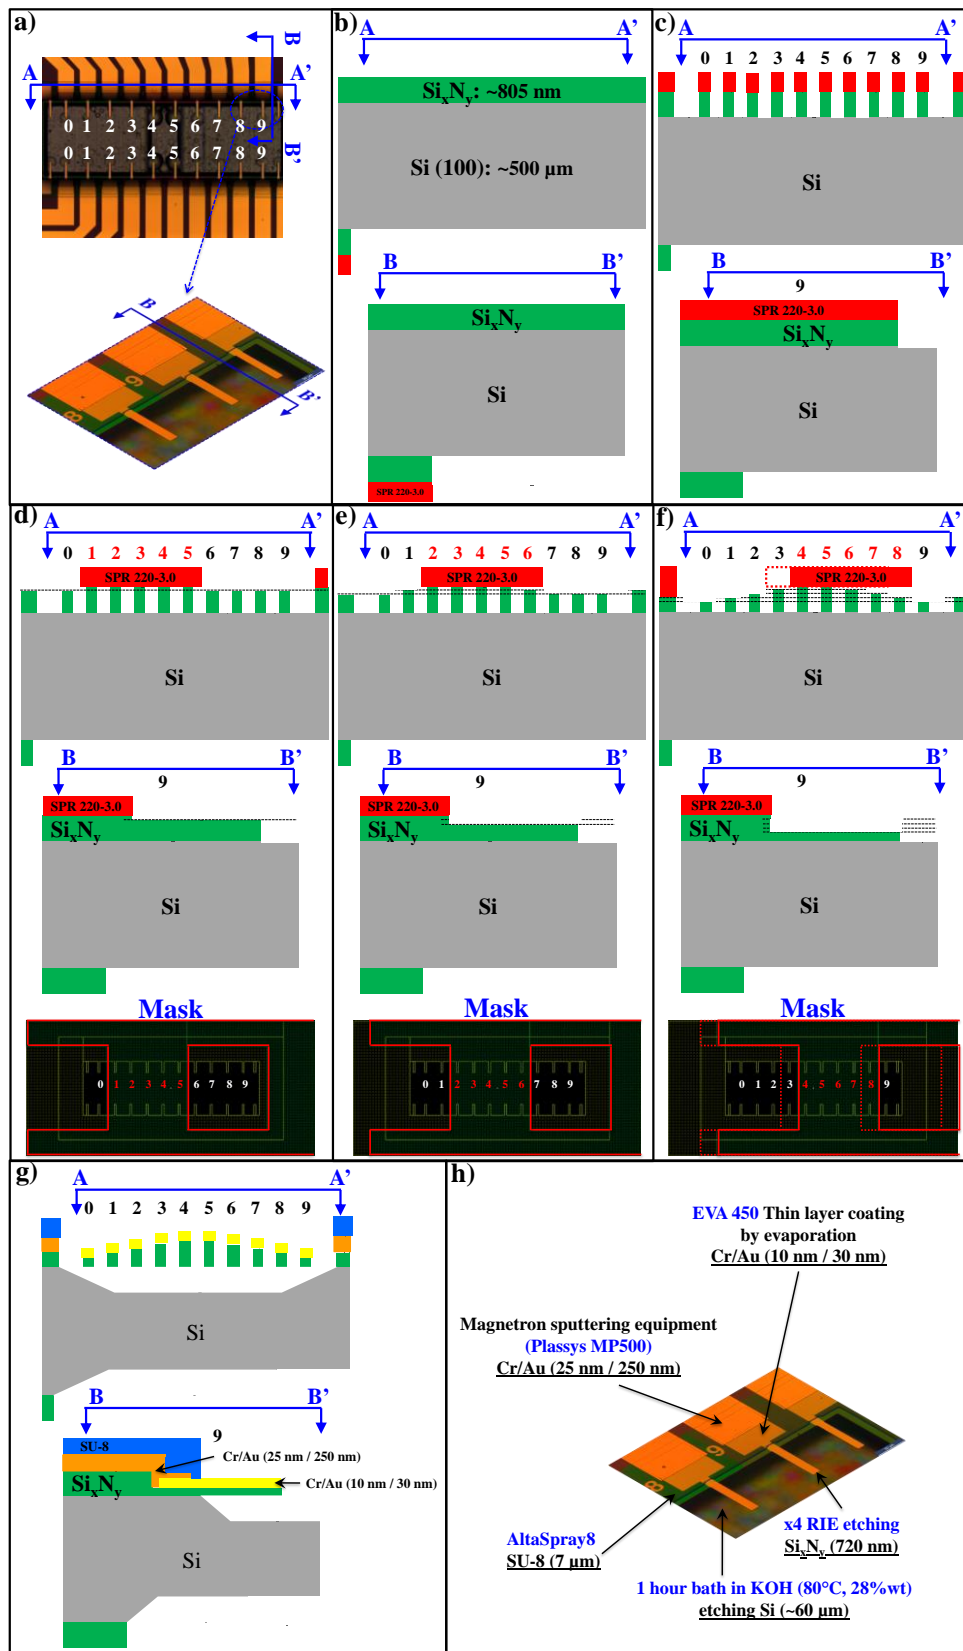 a)
B
A
A'
0 1 2 3 4 5 6 7 8 9
0 1 2 3 4 5 6 7 8 9
B'
B
9
8
B'
b)
A
A'
SixNy: ~805 nm
Si (100): ~500 µm
B
B'
SixNy
Si
SPR 220-3.0
c)
A
A'
0 1 2 3 4 5 6 7 8 9
Si
B
B'
9
SPR 220-3.0
SixNy
Si
d)
A
A'
0 1 2 3 4 5 6 7 8 9
SPR 220-3.0
Si
B
B'
9
SPR 220-3.0
SixNy
Si
Mask
0 1 2 3 4 5 6 7 8 9
e)
A
A'
0 1 2 3 4 5 6 7 8 9
SPR 220-3.0
Si
B
B'
9
SPR 220-3.0
SixNy
Si
Mask
0 1 2 3 4 5 6 7 8 9
f)
A
A'
0 1 2 3 4 5 6 7 8 9
SPR 220-3.0
Si
B
B'
9
SPR 220-3.0
SixNy
Si
Mask
0 1 2 3 4 5 6 7 8 9
g)
A
A'
0 1 2 3 4 5 6 7 8 9
Si
B
B'
9
SU-8
Cr/Au (25 nm / 250 nm)
SixNy
Cr/Au (10 nm / 30 nm)
Si
h)
EVA 450 Thin layer coating
by evaporation
Cr/Au (10 nm / 30 nm)
Magnetron sputtering equipment
(Plassys MP500)
Cr/Au (25 nm / 250 nm)
9
8
AltaSpray8
SU-8 (7 µm)
x4 RIE etching
SixNy (720 nm)
1 hour bath in KOH (80°C, 28%wt)
etching Si (~60 µm)